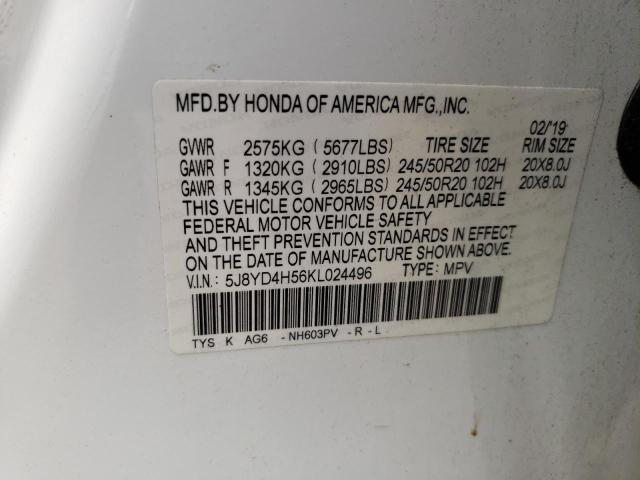 MFD.BY HONDA OF AMERICA MFG.,INC.
02/'19
GVWR 2575KG (5677LBS) TIRE SIZE RIM SIZE
GAWR F 1320KG (2910LBS) 245/50R20 102H 20X8.0J
GAWR R 1345KG (2965LBS) 245/50R20 102H 20X8.0J
THIS VEHICLE CONFORMS TO ALL APPLICABLE
FEDERAL MOTOR VEHICLE SAFETY
AND THEFT PREVENTION STANDARDS IN EFFECT
ON THE DATE OF MANUFACTURE SHOWN ABOVE.
V.I.N.: 5J8YD4H56KL024496 TYPE: MPV
TYS K AG6 -NH603PV -R-L